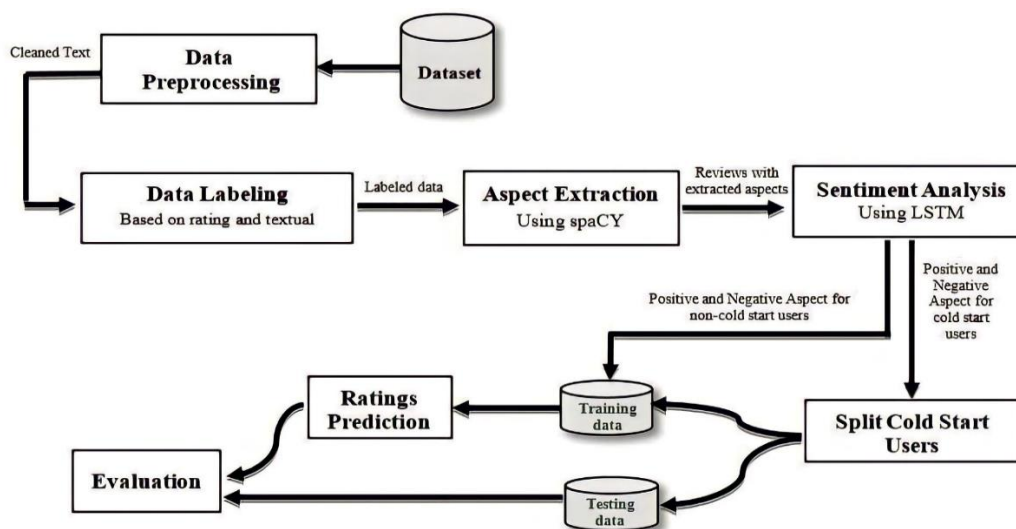 Cleaned Text
Data
Preprocessing
Dataset
Data Labeling
Based on rating and textual
Labeled data
Aspect Extraction
Using spaCY
Reviews with
extracted aspects
Sentiment Analysis
Using LSTM
Positive and Negative Aspect for
non-cold start users
Positive and
Negative
Aspect for
cold start
users
Ratings
Prediction
Training
data
Split Cold Start
Users
Evaluation
Testing
data